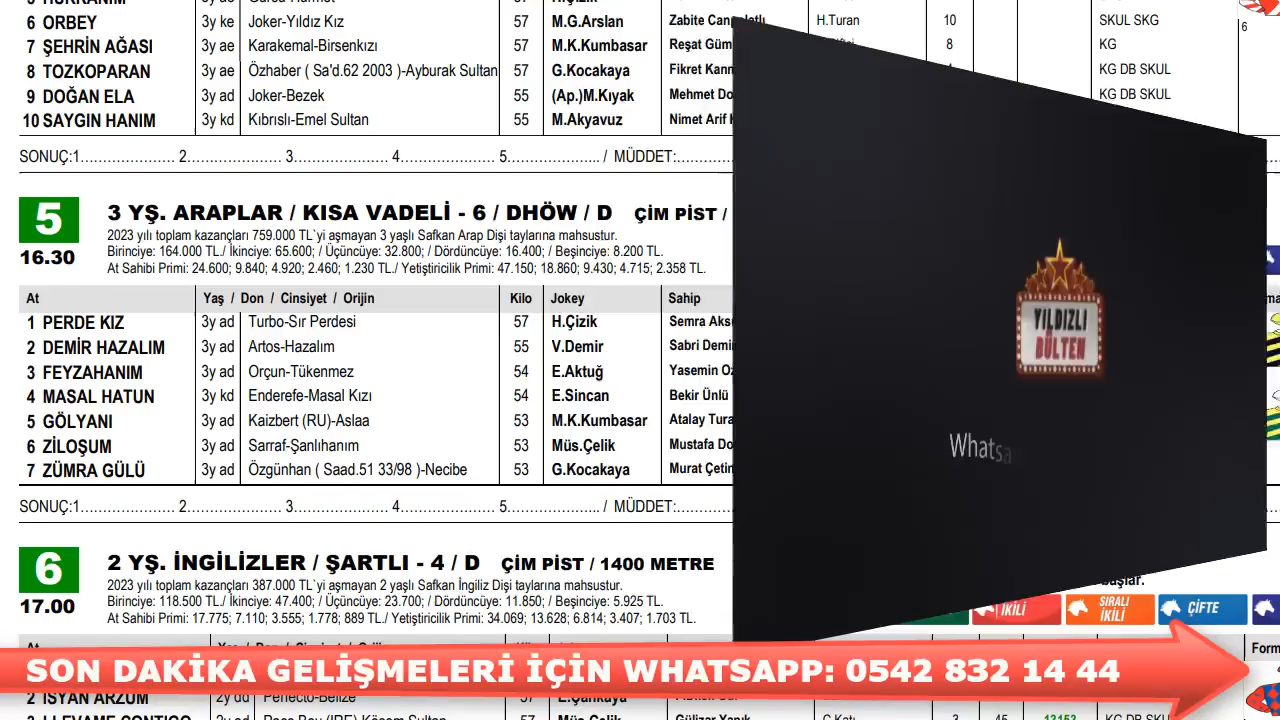 6 ORBEY 3y ke Joker-Yıldız Kız 57 M.G.Arslan Zabite H.Turan 10 SKUL SKG 6
7 ŞEHRİN AĞASI 3y ae Karakemal-Birsenkızı 57 M.K.Kumbasar Reşat 8 KG
8 TOZKOPARAN 3y ae Özhaber ( Sa'd.62 2003 )-Ayburak Sultan 57 G.Kocakaya Fikret KG DB SKUL
9 DOĞAN ELA 3y ad Joker-Bezek 55 (Ap.)M.Kıyak Mehmet KG DB SKUL
10 SAYGIN HANIM 3y kd Kıbrıslı-Emel Sultan 55 M.Akyavuz Nimet Arif
SONUÇ:1..................... 2..................... 3..................... 4..................... 5..................... / MÜDDET:
5 3 YŞ. ARAPLAR / KISA VADELİ - 6 / DHÖW / D ÇİM PİST /
16.30
2023 yılı toplam kazançları 759.000 TL`yi aşmayan 3 yaşlı Safkan Arap Dişi taylarına mahsustur.
Birinciye: 164.000 TL./ İkinciye: 65.600; / Üçüncüye: 32.800; / Dördüncüye: 16.400; / Beşinciye: 8.200 TL.
At Sahibi Primi: 24.600; 9.840; 4.920; 2.460; 1.230 TL./ Yetiştiricilik Primi: 47.150; 18.860; 9.430; 4.715; 2.358 TL.
At Yaş / Don / Cinsiyet / Orijin Kilo Jokey Sahip
1 PERDE KIZ 3y ad Turbo-Sır Perdesi 57 H.Çizik Semra
2 DEMİR HAZALIM 3y ad Artos-Hazalım 55 V.Demir Sabri
3 FEYZAHANIM 3y ad Orçun-Tükenmez 54 E.Aktuğ Yasemin
4 MASAL HATUN 3y kd Enderefe-Masal Kızı 54 E.Sincan Bekir Ünlü
5 GÖLYANI 3y ad Kaizbert (RU)-Aslaa 53 M.K.Kumbasar Atalay
6 ZİLOŞUM 3y ad Sarraf-Şanlıhanım 53 Müs.Çelik Mustafa
7 ZÜMRA GÜLÜ 3y ad Özgünhan ( Saad.51 33/98 )-Necibe 53 G.Kocakaya Murat
SONUÇ:1..................... 2..................... 3..................... 4..................... 5..................... / MÜDDET:
YILDIZLI
BÜLTEN
Whatsa
6 2 YŞ. İNGİLİZLER / ŞARTLI - 4 / D ÇİM PİST / 1400 METRE
17.00
2023 yılı toplam kazançları 387.000 TL`yi aşmayan 2 yaşlı Safkan İngiliz Dişi taylarına mahsustur.
başlar.
Birinciye: 118.500 TL./ İkinciye: 47.400; / Üçüncüye: 23.700; / Dördüncüye: 11.850; / Beşinciye: 5.925 TL.
At Sahibi Primi: 17.775; 7.110; 3.555; 1.778; 889 TL./ Yetiştiricilik Primi: 34.069; 13.628; 6.814; 3.407; 1.703 TL.
İKİLİ SIRALI İKİLİ ÇİFTE
SON DAKİKA GELİŞMELERİ İÇİN WHATSAPP: 0542 832 14 44